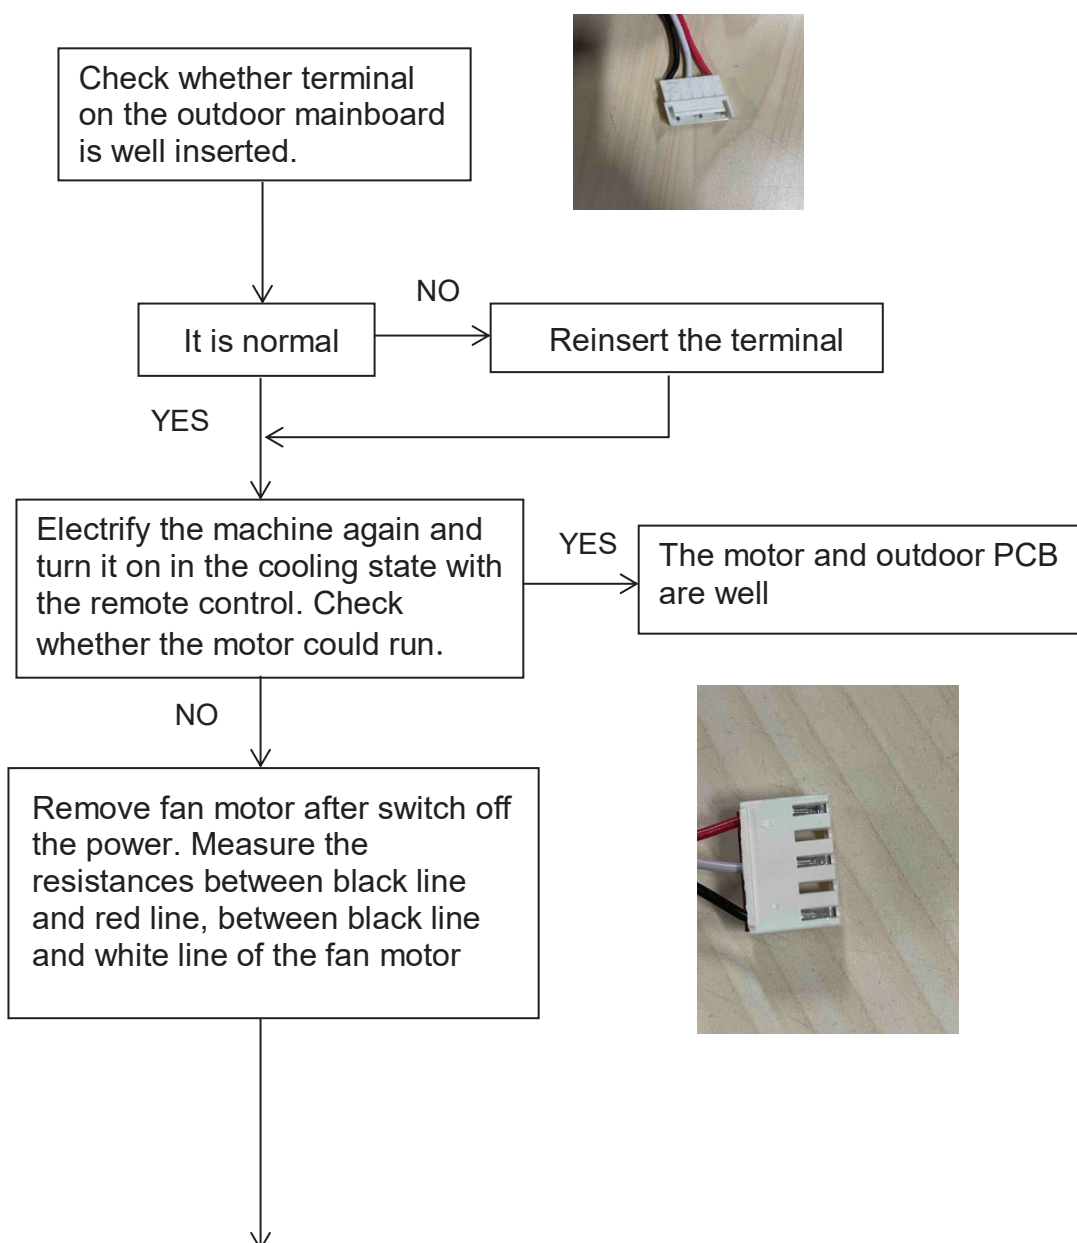 Check whether terminal
on the outdoor mainboard
is well inserted.
NO
It is normal
Reinsert the terminal
YES
Electrify the machine again and
turn it on in the cooling state with
the remote control. Check
whether the motor could run.
YES
The motor and outdoor PCB
are well
NO
Remove fan motor after switch off
the power. Measure the
resistances between black line
and red line, between black line
and white line of the fan motor